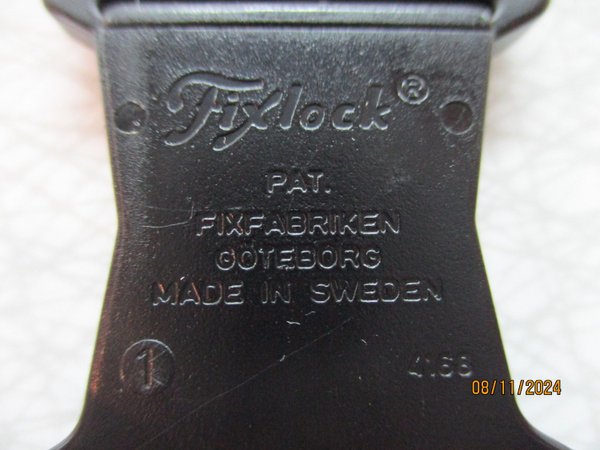 Fixlock®
PAT.
FIXFABRIKEN
GÖTEBORG
MADE IN SWEDEN
1 4166
08/11/2024